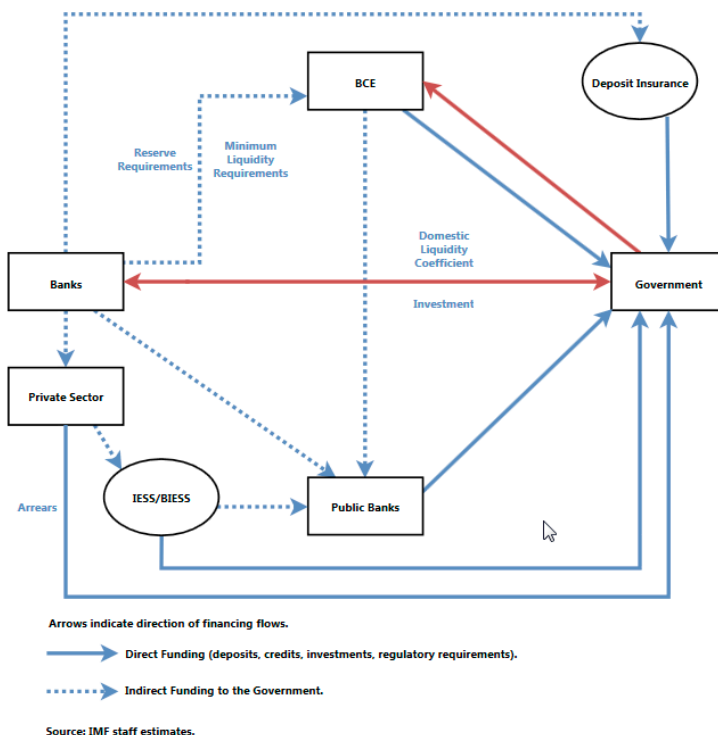 BCE
Deposit Insurance
Reserve
Requirements
Minimum
Liquidity
Requirements
Domestic
Liquidity
Coefficient
Banks
Government
Investment
Private Sector
IESS/BIESS
Public Banks
Arrears
Arrows indicate direction of financing flows.
Direct Funding (deposits, credits, investments, regulatory requirements).
Indirect Funding to the Government.
Source: IMF staff estimates.